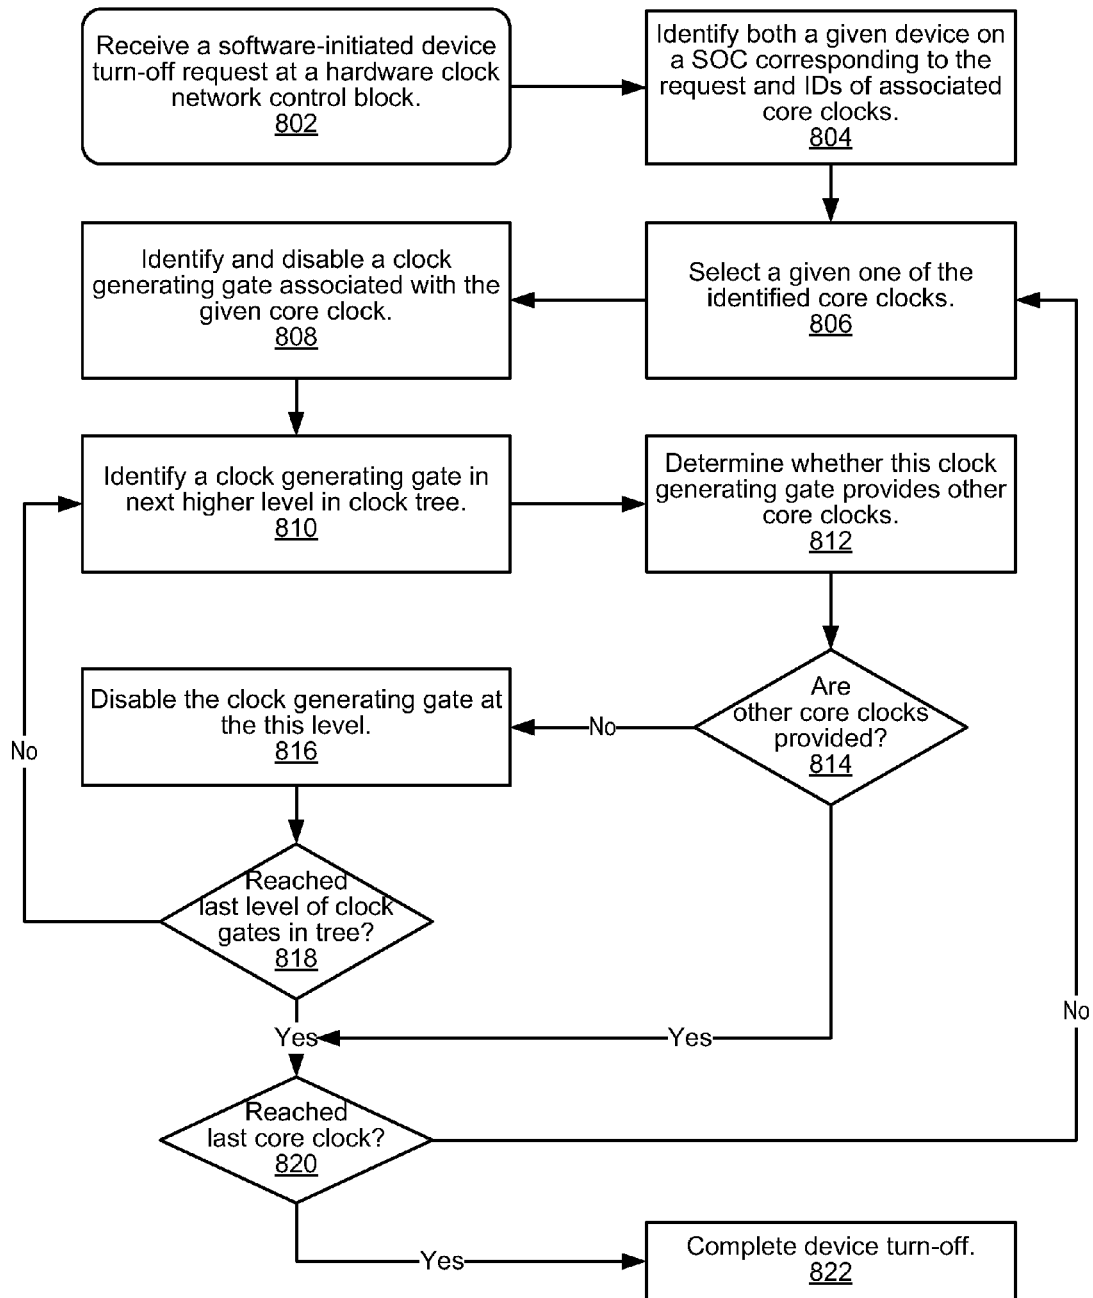 Receive a software-initiated device
turn-off request at a hardware clock
network control block.
802
Identify both a given device on
a SOC corresponding to the
request and IDs of associated
core clocks.
804
Identify and disable a clock
generating gate associated with the
given core clock.
808
Select a given one of the
identified core clocks.
806
Identify a clock generating gate in
next higher level in clock tree.
810
Determine whether this clock
generating gate provides other
core clocks.
812
Disable the clock generating gate at
the this level.
816
No
Are
other core clocks
provided?
814
No
Reached
last level of clock
gates in tree?
818
Yes
Yes
No
Reached
last core clock?
820
Yes
Complete device turn-off.
822